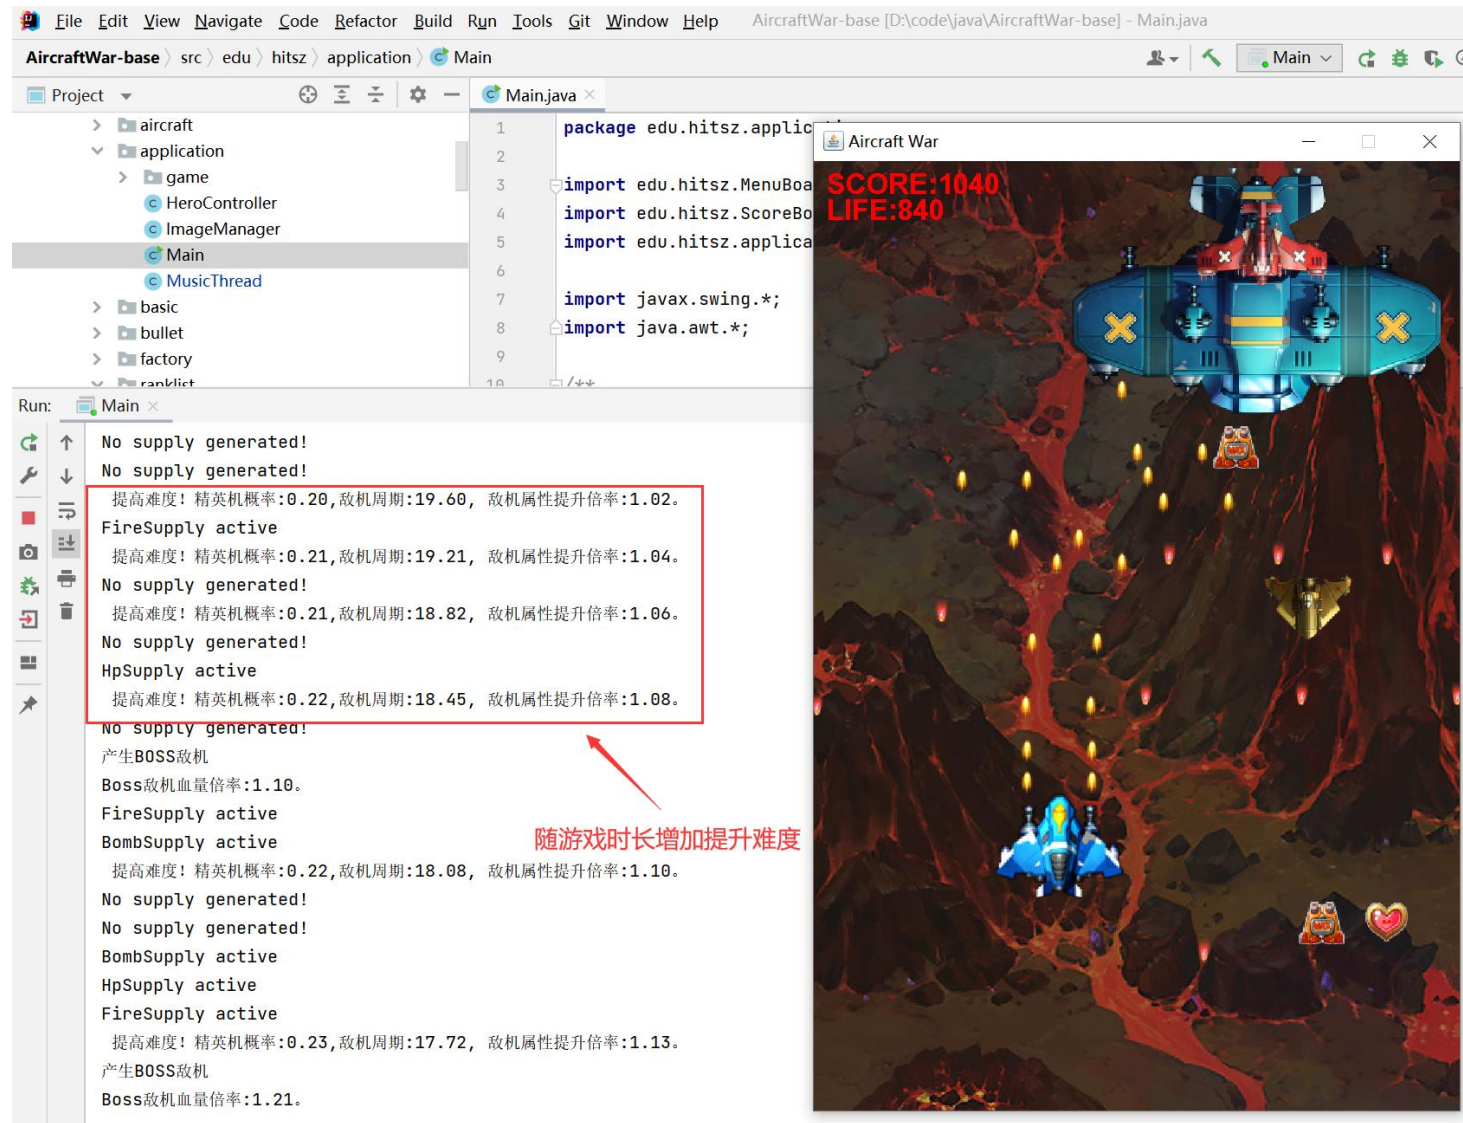 File Edit View Navigate Code Refactor Build Run Tools Git Window Help AircraftWar-base [D:\code\java\AircraftWar-base] - Main.java
AircraftWar-base 〉 src 〉 edu 〉 hitsz 〉 application 〉 Main
Main
Project
Main.java
aircraft
application
game
HeroController
ImageManager
Main
MusicThread
basic
bullet
factory
ranklist
1 package edu.hitsz.applic
2
3 import edu.hitsz.MenuBoa
4 import edu.hitsz.ScoreBo
5 import edu.hitsz.applica
6
7 import javax.swing.*;
8 import java.awt.*;
9
10 /**
Run: Main
No supply generated!
No supply generated!
提高难度！精英机概率:0.20,敌机周期:19.60, 敌机属性提升倍率:1.02。
FireSupply active
提高难度！精英机概率:0.21,敌机周期:19.21, 敌机属性提升倍率:1.04。
No supply generated!
提高难度！精英机概率:0.21,敌机周期:18.82, 敌机属性提升倍率:1.06。
No supply generated!
HpSupply active
提高难度！精英机概率:0.22,敌机周期:18.45, 敌机属性提升倍率:1.08。
No supply generated!
产生BOSS敌机
Boss敌机血量倍率:1.10。
FireSupply active
BombSupply active
提高难度！精英机概率:0.22,敌机周期:18.08, 敌机属性提升倍率:1.10。
No supply generated!
No supply generated!
BombSupply active
HpSupply active
FireSupply active
提高难度！精英机概率:0.23,敌机周期:17.72, 敌机属性提升倍率:1.13。
产生BOSS敌机
Boss敌机血量倍率:1.21。
随游戏时长增加提升难度
Aircraft War
SCORE:1040
LIFE:840